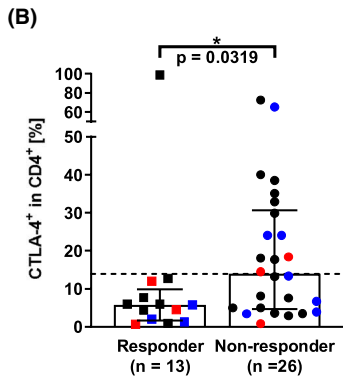 (B)
*
p = 0.0319
CTLA-4⁺ in CD4⁺ [%]
100
80
60
50
40
30
20
10
0
Responder Non-responder
(n = 13) (n =26)